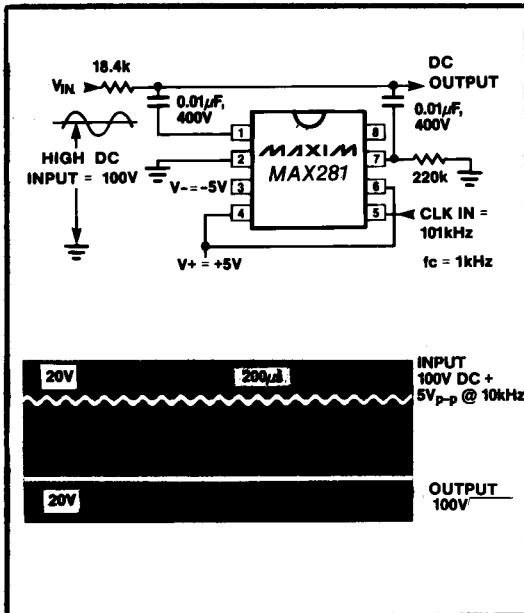 18.4k
DC
OUTPUT
VIN
0.01μF,
400V
0.01μF,
400V
HIGH DC
INPUT = 100V
1
8
MAXIM
MAX281
2
7
220k
V- = -5V
3
6
4
5
CLK IN =
101kHz
V+ = +5V
fc = 1kHz
20V
200μS
INPUT
100V DC +
5Vp-p @ 10kHz
20V
OUTPUT
100V